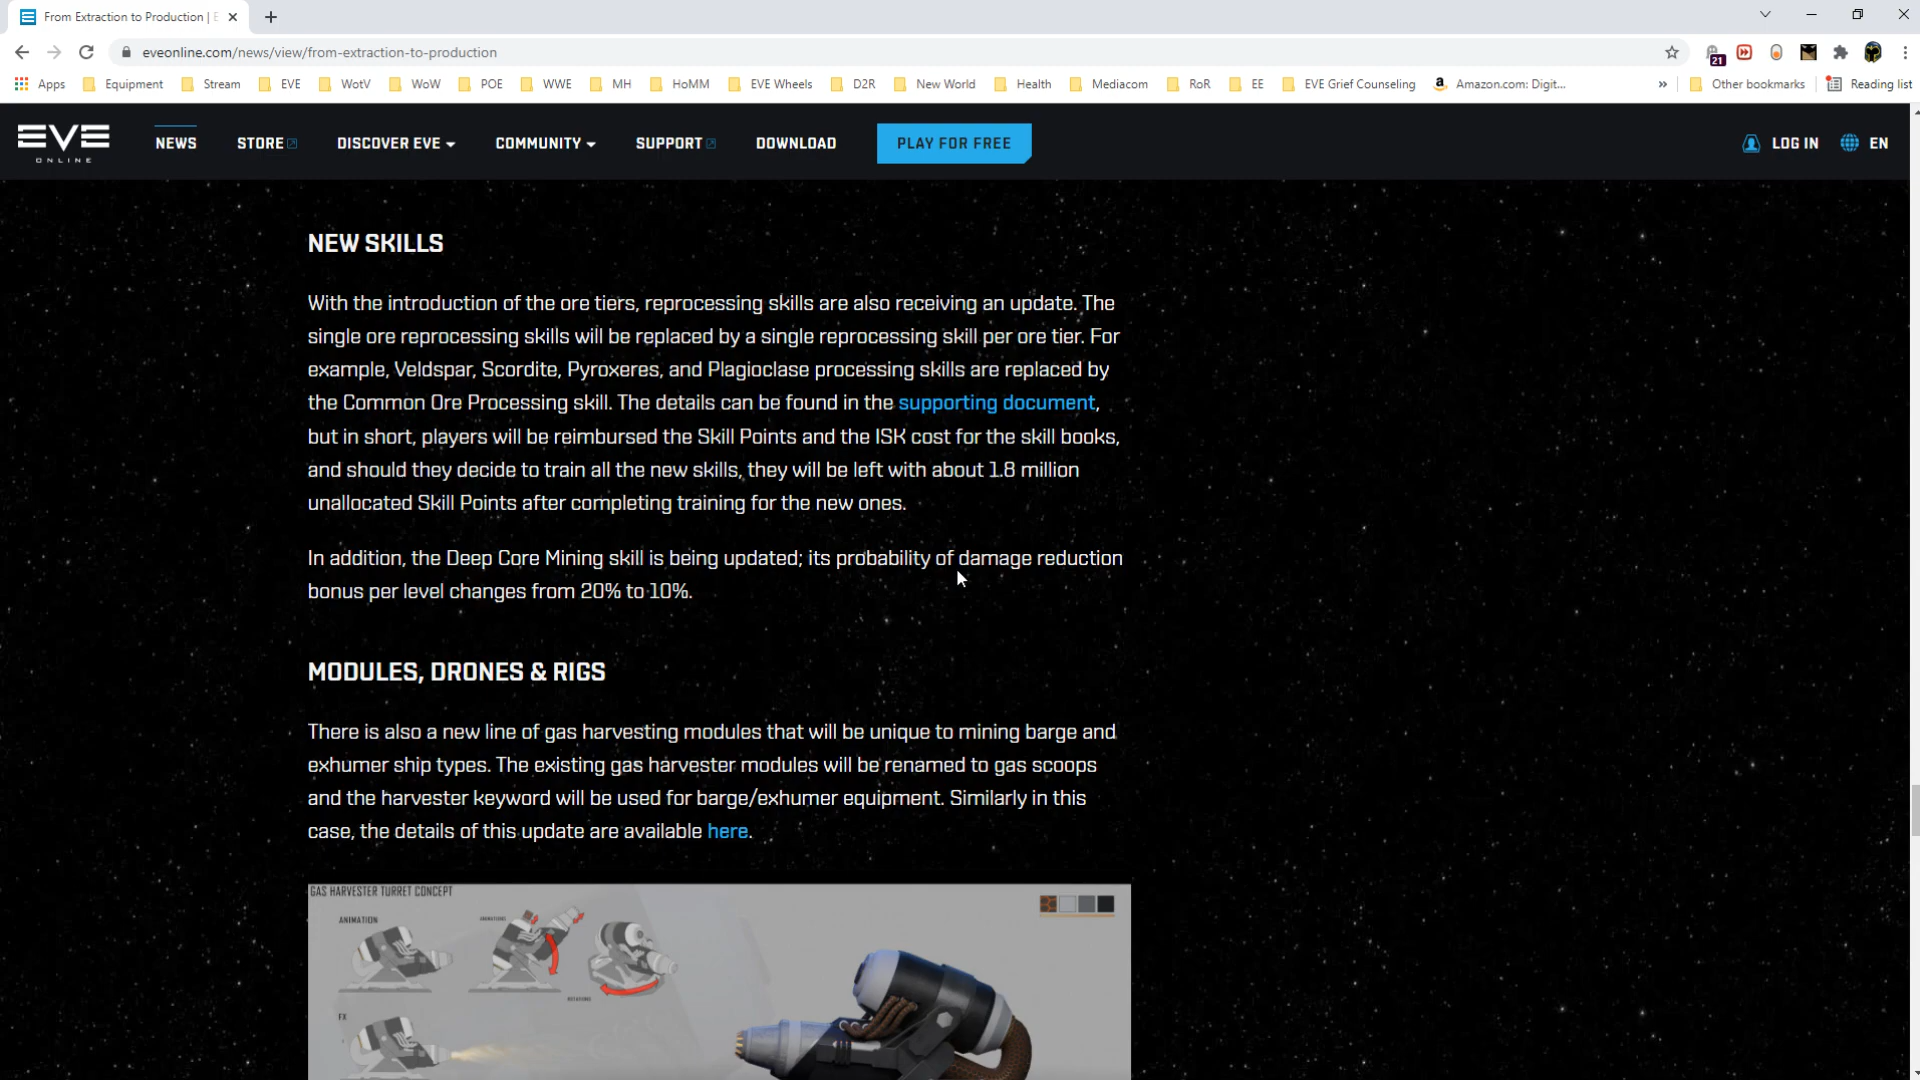 From Extraction to Production | E
eveonline.com/news/view/from-extraction-to-production
21
Apps
Equipment
Stream
EVE
WotV
WoW
POE
WWE
MH
HoMM
EVE Wheels
D2R
New World
Health
Mediacom
RoR
EE
EVE Grief Counseling
Amazon.com: Digit...
»
Other bookmarks
Reading list
EVE
ONLINE
NEWS
STORE
DISCOVER EVE
COMMUNITY
SUPPORT
DOWNLOAD
PLAY FOR FREE
LOG IN
EN
NEW SKILLS
With the introduction of the ore tiers, reprocessing skills are also receiving an update. The
single ore reprocessing skills will be replaced by a single reprocessing skill per ore tier. For
example, Veldspar, Scordite, Pyroxeres, and Plagioclase processing skills are replaced by
the Common Ore Processing skill. The details can be found in the supporting document,
but in short, players will be reimbursed the Skill Points and the ISK cost for the skill books,
and should they decide to train all the new skills, they will be left with about 1.8 million
unallocated Skill Points after completing training for the new ones.
In addition, the Deep Core Mining skill is being updated; its probability of damage reduction
bonus per level changes from 20% to 10%.
MODULES, DRONES & RIGS
There is also a new line of gas harvesting modules that will be unique to mining barge and
exhumer ship types. The existing gas harvester modules will be renamed to gas scoops
and the harvester keyword will be used for barge/exhumer equipment. Similarly in this
case, the details of this update are available here.
GAS HARVESTER TURRET CONCEPT
ANIMATION
ANIMATIONS
ROTATIONS
FX